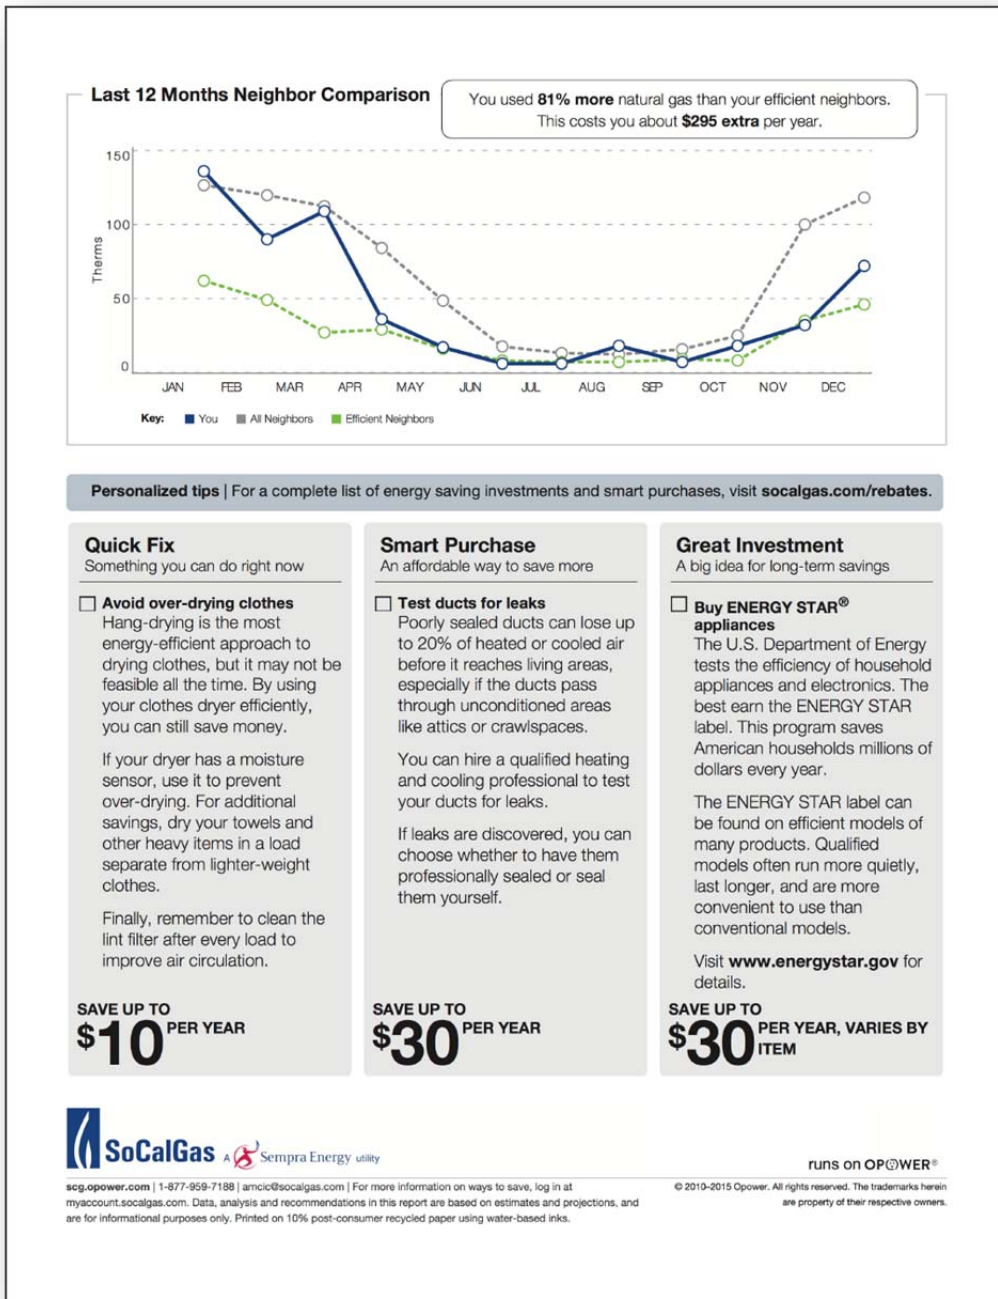 Last 12 Months Neighbor Comparison
You used 81% more natural gas than your efficient neighbors.
This costs you about $295 extra per year.
150
100
50
0
Therms
JAN FEB MAR APR MAY JUN JUL AUG SEP OCT NOV DEC
Key: You All Neighbors Efficient Neighbors
Personalized tips | For a complete list of energy saving investments and smart purchases, visit socalgas.com/rebates.
Quick Fix
Something you can do right now
Avoid over-drying clothes
Hang-drying is the most
energy-efficient approach to
drying clothes, but it may not be
feasible all the time. By using
your clothes dryer efficiently,
you can still save money.
If your dryer has a moisture
sensor, use it to prevent
over-drying. For additional
savings, dry your towels and
other heavy items in a load
separate from lighter-weight
clothes.
Finally, remember to clean the
lint filter after every load to
improve air circulation.
SAVE UP TO
$10 PER YEAR
Smart Purchase
An affordable way to save more
Test ducts for leaks
Poorly sealed ducts can lose up
to 20% of heated or cooled air
before it reaches living areas,
especially if the ducts pass
through unconditioned areas
like attics or crawlspaces.
You can hire a qualified heating
and cooling professional to test
your ducts for leaks.
If leaks are discovered, you can
choose whether to have them
professionally sealed or seal
them yourself.
SAVE UP TO
$30 PER YEAR
Great Investment
A big idea for long-term savings
Buy ENERGY STAR®
appliances
The U.S. Department of Energy
tests the efficiency of household
appliances and electronics. The
best earn the ENERGY STAR
label. This program saves
American households millions of
dollars every year.
The ENERGY STAR label can
be found on efficient models of
many products. Qualified
models often run more quietly,
last longer, and are more
convenient to use than
conventional models.
Visit www.energystar.gov for
details.
SAVE UP TO
$30 PER YEAR, VARIES BY
ITEM
SoCalGas A Sempra Energy utility
runs on OPOWER®
scg.opower.com | 1-877-959-7188 | amcic@socalgas.com | For more information on ways to save, log in at
myaccount.socalgas.com. Data, analysis and recommendations in this report are based on estimates and projections, and
are for informational purposes only. Printed on 10% post-consumer recycled paper using water-based inks.
© 2010–2015 Opower. All rights reserved. The trademarks herein
are property of their respective owners.